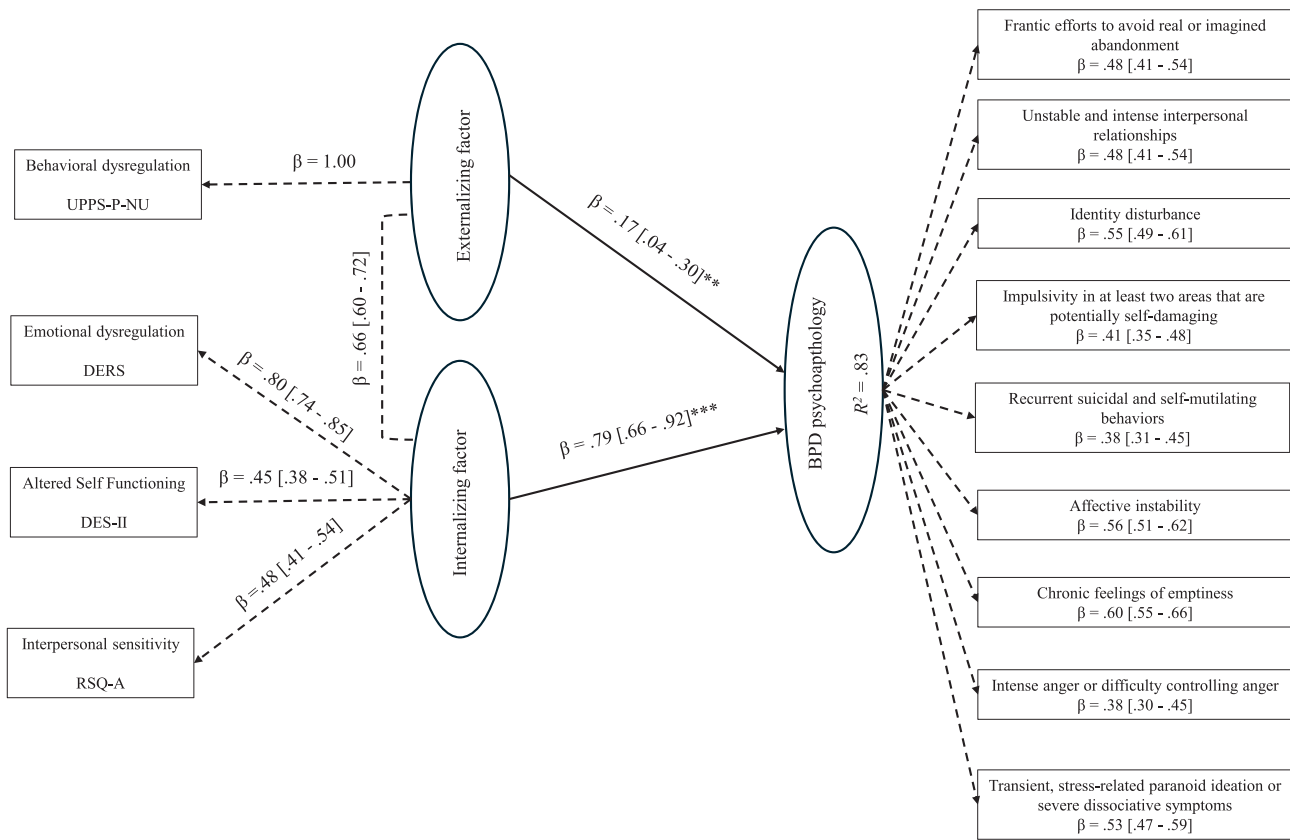 Behavioral dysregulation
UPPS-P-NU
Emotional dysregulation
DERS
Altered Self Functioning
DES-II
Interpersonal sensitivity
RSQ-A
β = 1.00
β = .66 [.60 - .72]
β = .80 [.74 - .85]
β = .45 [.38 - .51]
β =.48 [.41 - .54]
Externalizing factor
Internalizing factor
β = .17 [.04 - .30]**
β = .79 [.66 - .92]***
BPD psychoapthology
R² = .83
Frantic efforts to avoid real or imagined
abandonment
β = .48 [.41 - .54]
Unstable and intense interpersonal
relationships
β = .48 [.41 - .54]
Identity disturbance
β = .55 [.49 - .61]
Impulsivity in at least two areas that are
potentially self-damaging
β = .41 [.35 - .48]
Recurrent suicidal and self-mutilating
behaviors
β = .38 [.31 - .45]
Affective instability
β = .56 [.51 - .62]
Chronic feelings of emptiness
β = .60 [.55 - .66]
Intense anger or difficulty controlling anger
β = .38 [.30 - .45]
Transient, stress-related paranoid ideation or
severe dissociative symptoms
β = .53 [.47 - .59]